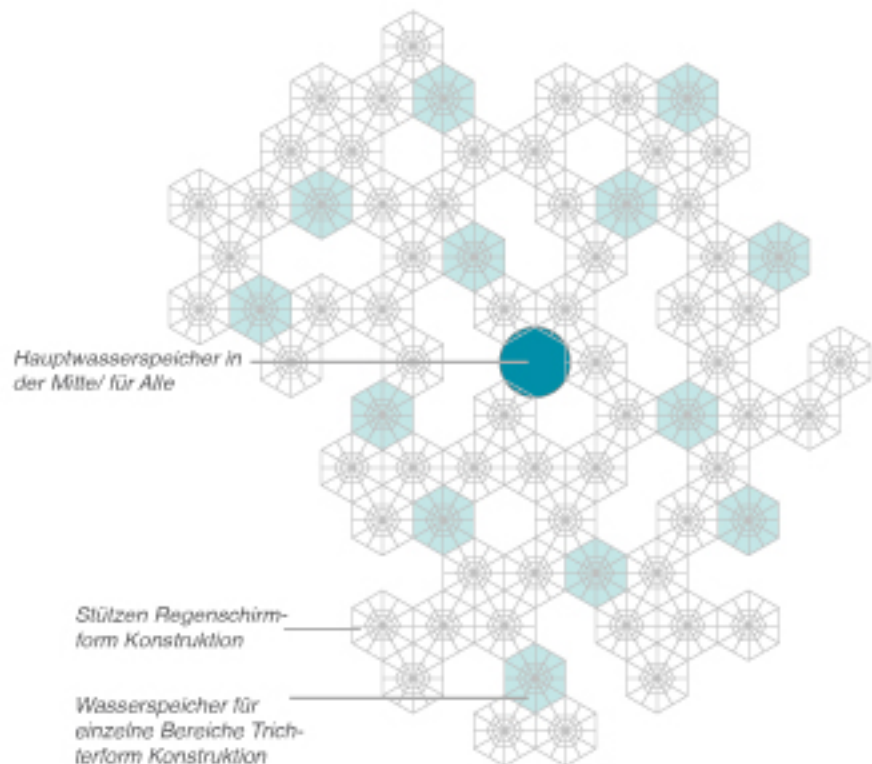 Hauptwasserspeicher in
der Mitte/ für Alle
Stützen Regenschirm-
form Konstruktion
Wasserspeicher für
einzelne Bereiche Trich-
terform Konstruktion